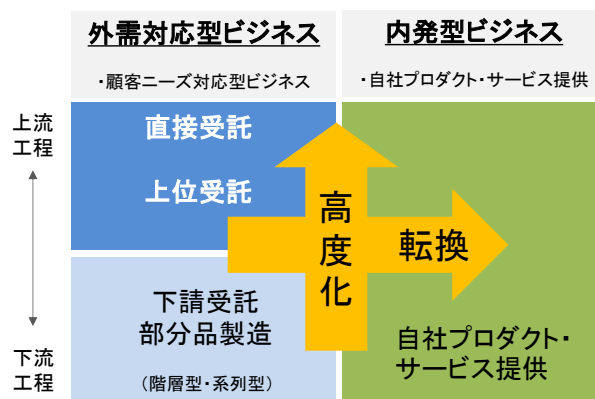 外需対応型ビジネス
・顧客ニーズ対応型ビジネス
内発型ビジネス
・自社プロダクト・サービス提供
上流
工程
直接受託
上位受託
高
度
化
転換
下請受託
部分品製造
(階層型・系列型)
自社プロダクト・
サービス提供
下流
工程